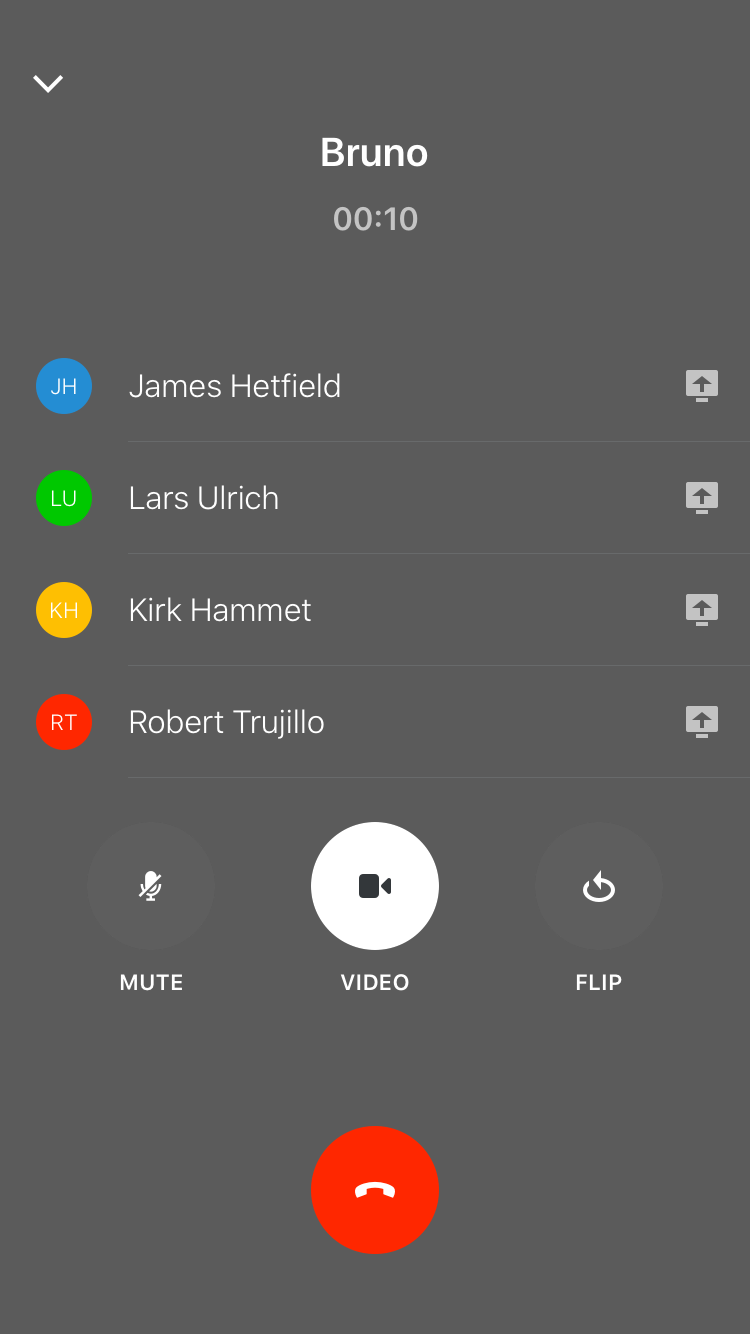 Bruno
00:10
JH James Hetfield
LU Lars Ulrich
KH Kirk Hammet
RT Robert Trujillo
MUTE VIDEO FLIP